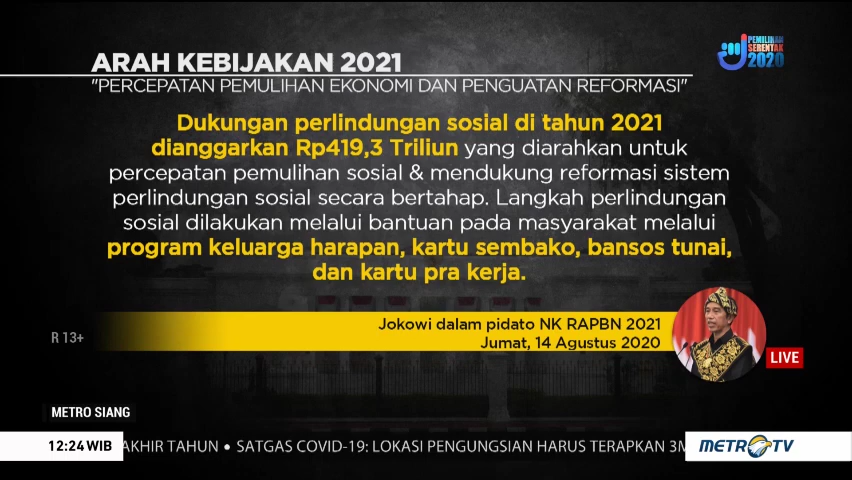 ARAH KEBIJAKAN 2021
"PERCEPATAN PEMULIHAN EKONOMI DAN PENGUATAN REFORMASI"
PEMILIHAN
SERENTAK
2020
Dukungan perlindungan sosial di tahun 2021
dianggarkan Rp419,3 Triliun yang diarahkan untuk
percepatan pemulihan sosial & mendukung reformasi sistem
perlindungan sosial secara bertahap. Langkah perlindungan
sosial dilakukan melalui bantuan pada masyarakat melalui
program keluarga harapan, kartu sembako, bansos tunai,
dan kartu pra kerja.
Jokowi dalam pidato NK RAPBN 2021
Jumat, 14 Agustus 2020
R 13+
LIVE
METRO SIANG
12:24 WIB
AKHIR TAHUN • SATGAS COVID-19: LOKASI PENGUNGSIAN HARUS TERAPKAN 3M
METRO TV